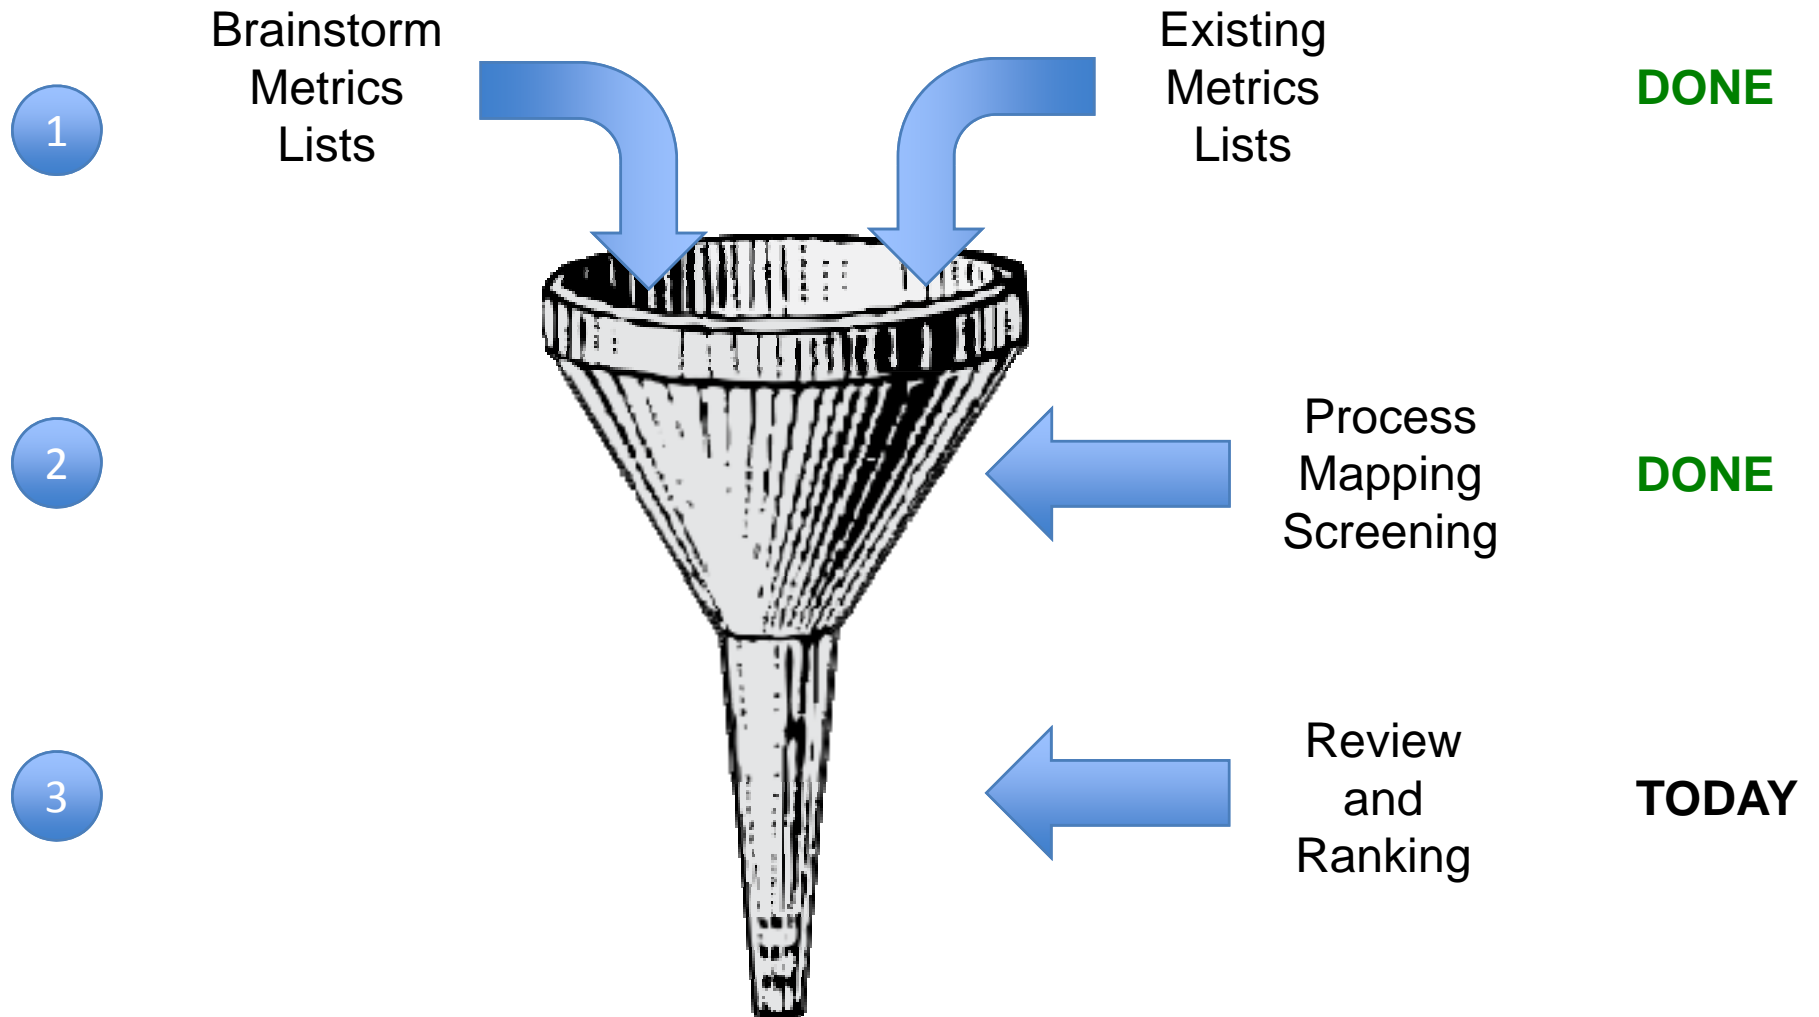 1
Brainstorm
Metrics
Lists
Existing
Metrics
Lists
DONE
2
Process
Mapping
Screening
DONE
3
Review
and
Ranking
TODAY